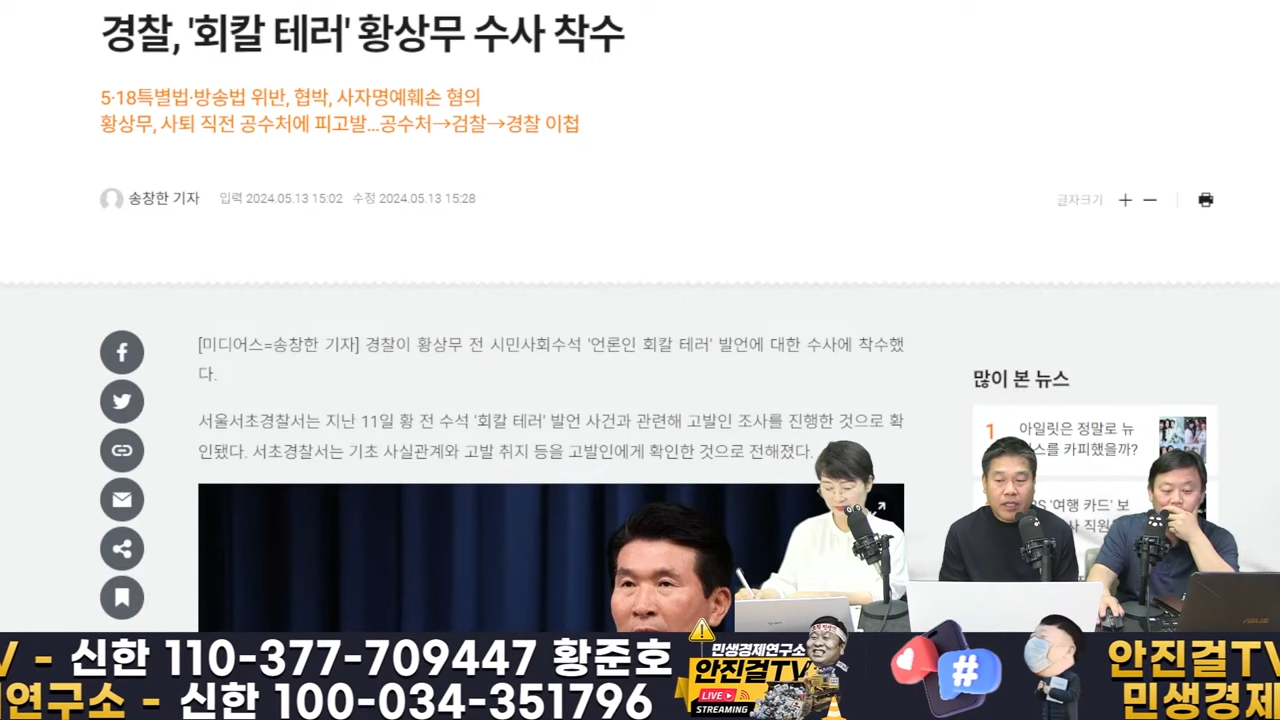 경찰, '회칼 테러' 황상무 수사 착수
5·18특별법·방송법 위반, 협박, 사자명예훼손 혐의
황상무, 사퇴 직전 공수처에 피고발...공수처→검찰→경찰 이첩
송창한 기자 입력 2024.05.13 15:02 수정 2024.05.13 15:28
글자크기
[미디어스=송창한 기자] 경찰이 황상무 전 시민사회수석 '언론인 회칼 테러' 발언에 대한 수사에 착수했
다.
서울서초경찰서는 지난 11일 황 전 수석 '회칼 테러' 발언 사건과 관련해 고발인 조사를 진행한 것으로 확
인됐다. 서초경찰서는 기초 사실관계와 고발 취지 등을 고발인에게 확인한 것으로 전해졌다.
많이 본 뉴스
1 아일릿은 정말로 뉴
스를 카피했을까?
'여행 카드' 보
직원
V - 신한 110-377-709447 황준호
연구소 - 신한 100-034-351796
민생경제연구소
안진걸TV
LIVE
STREAMING
#
안진걸TV
민생경제